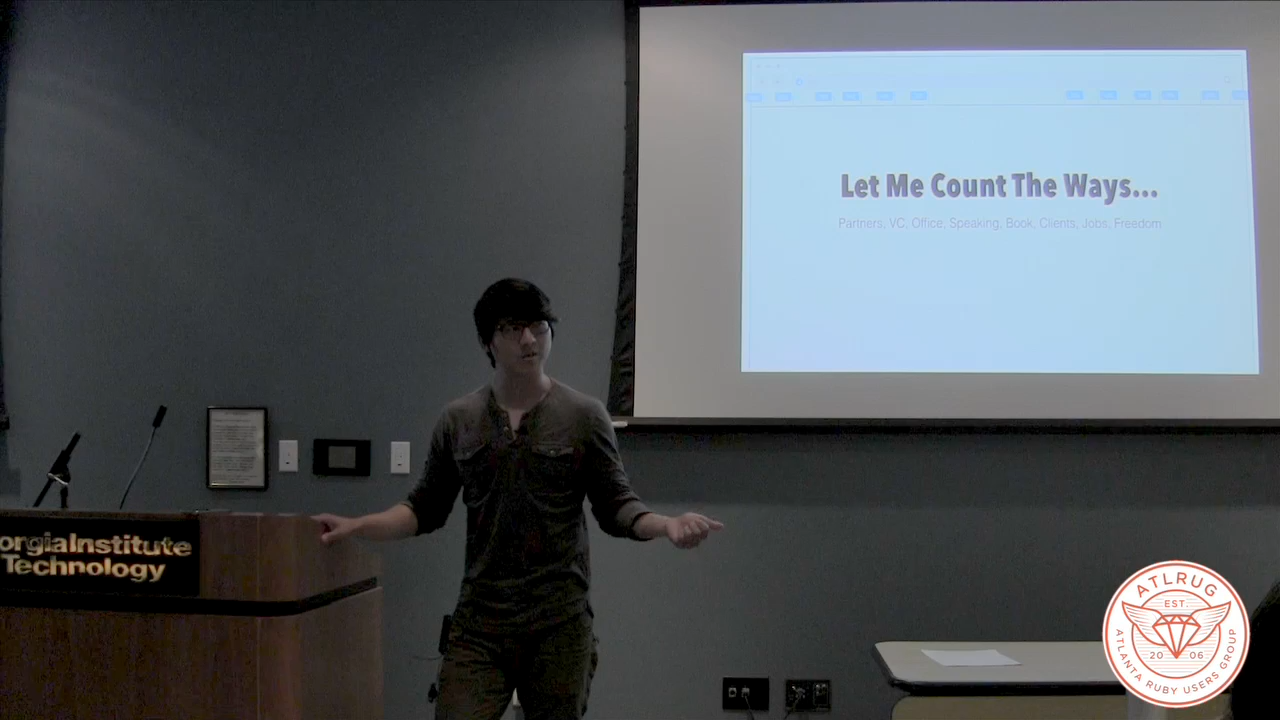 Let Me Count The Ways...
Partners, VC, Office, Speaking, Book, Clients, Jobs, Freedom
orgiaInstitute
Technology
ATLRUG
EST.
20 06
ATLANTA RUBY USERS GROUP